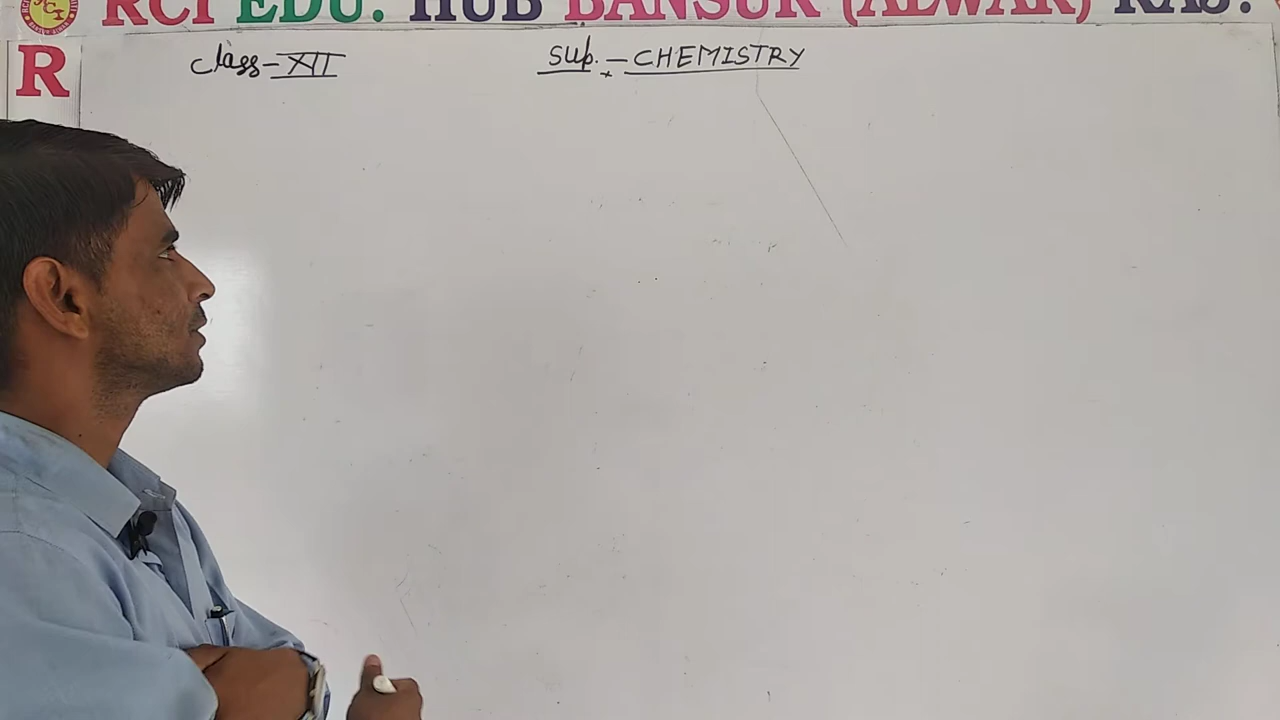 RCI EDU. HUB BANSUR (ALWAR) RAJ.
R
Class-XII
Sub. - CHEMISTRY